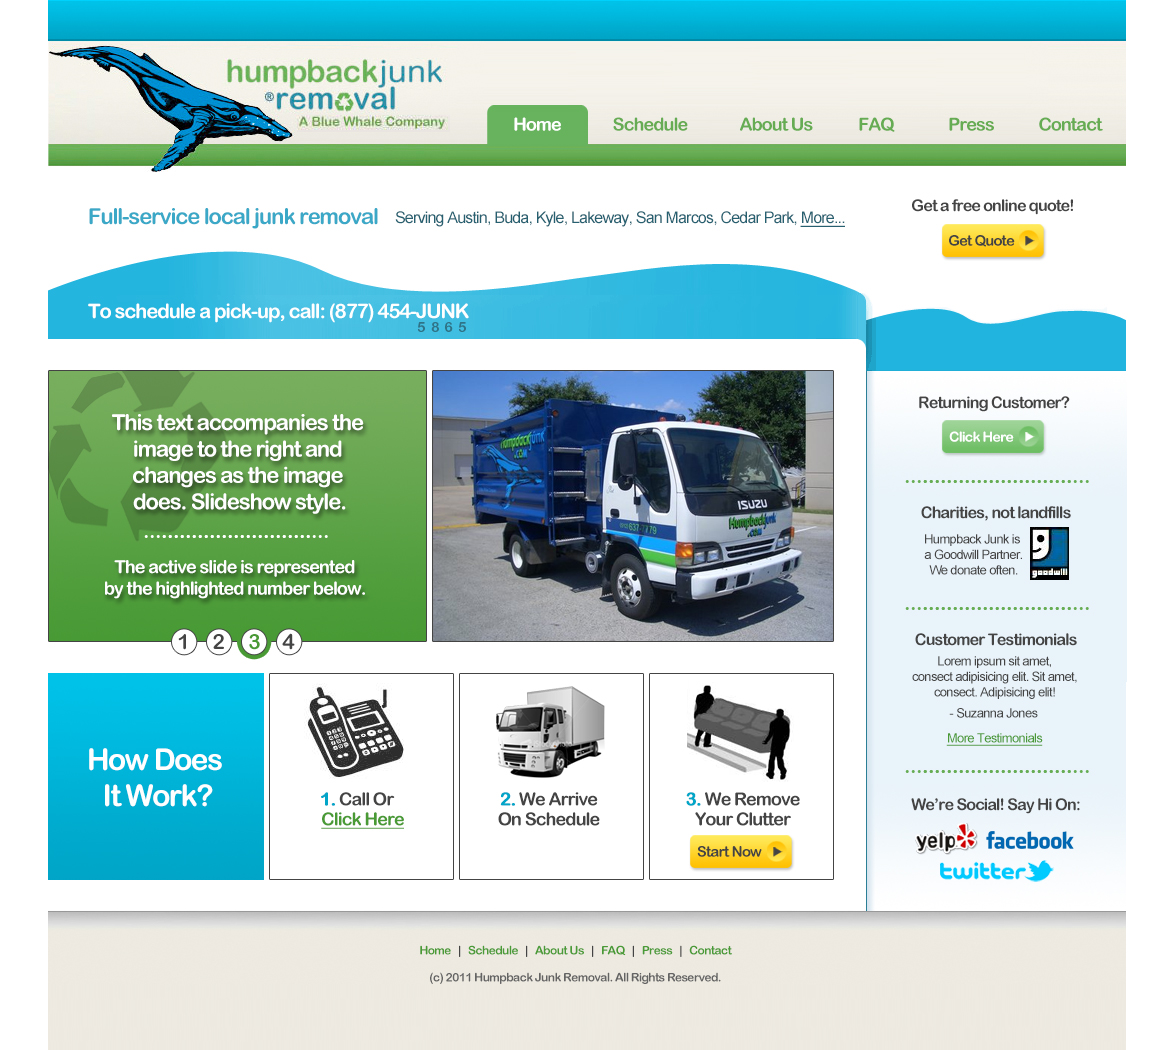 humpbackjunk
®removal
A Blue Whale Company
Home
Schedule
About Us
FAQ
Press
Contact
Full-service local junk removal
Serving Austin, Buda, Kyle, Lakeway, San Marcos, Cedar Park, More...
Get a free online quote!
Get Quote
To schedule a pick-up, call: (877) 454-JUNK
5 8 6 5
This text accompanies the
image to the right and
changes as the image
does. Slideshow style.
The active slide is represented
by the highlighted number below.
1 2 3 4
Humpbackjunk
.COM
ISUZU
Humpbackjunk
.COM
Returning Customer?
Click Here
Charities, not landfills
Humpback Junk is
a Goodwill Partner.
We donate often.
goodwill
Customer Testimonials
Lorem ipsum sit amet,
consect adipisicing elit. Sit amet,
consect. Adipisicing elit!
- Suzanna Jones
More Testimonials
We're Social! Say Hi On:
yelp
facebook
twitter
How Does
It Work?
1. Call Or
Click Here
2. We Arrive
On Schedule
3. We Remove
Your Clutter
Start Now
Home | Schedule | About Us | FAQ | Press | Contact
(c) 2011 Humpback Junk Removal. All Rights Reserved.